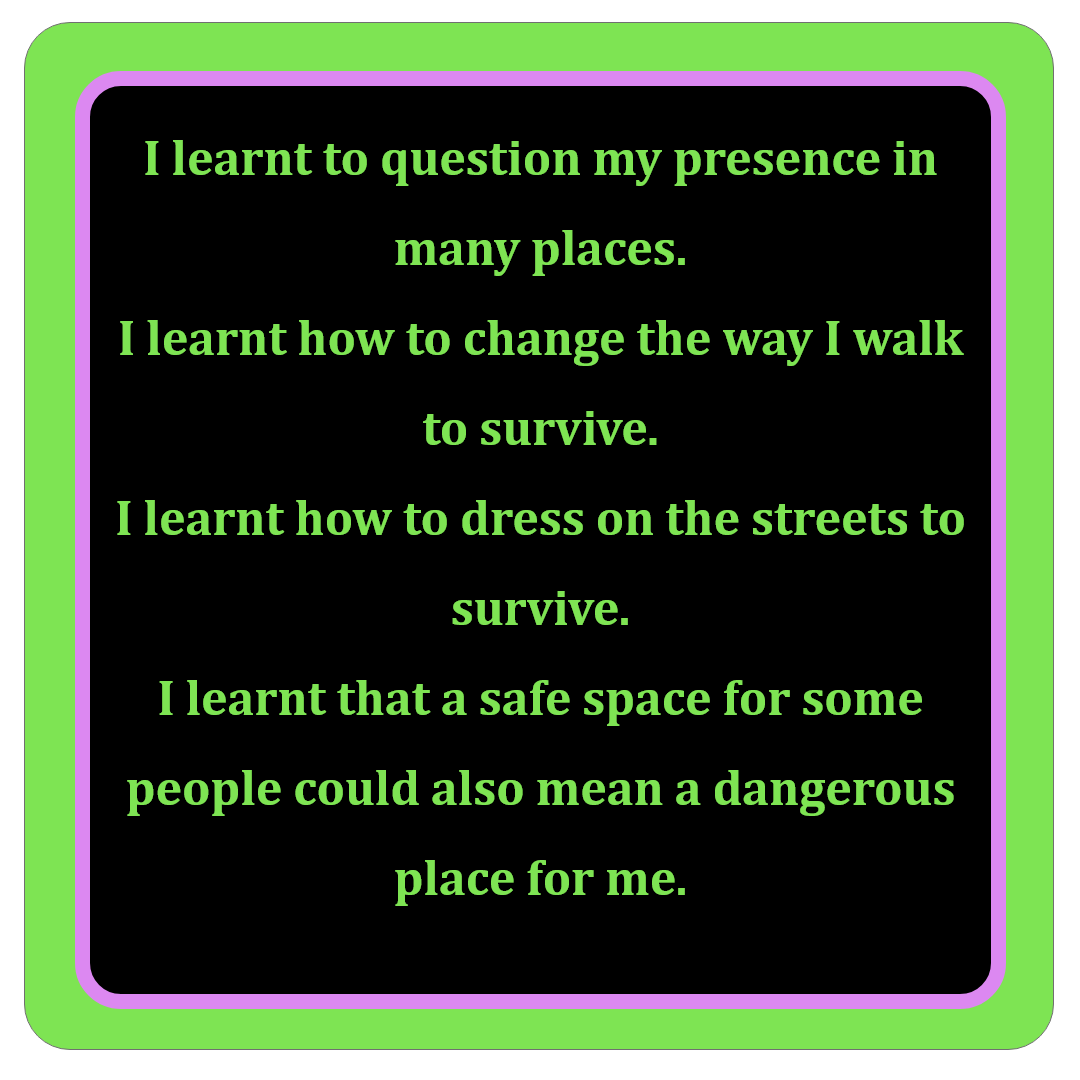 I learnt to question my presence in
many places.
I learnt how to change the way I walk
to survive.
I learnt how to dress on the streets to
survive.
I learnt that a safe space for some
people could also mean a dangerous
place for me.